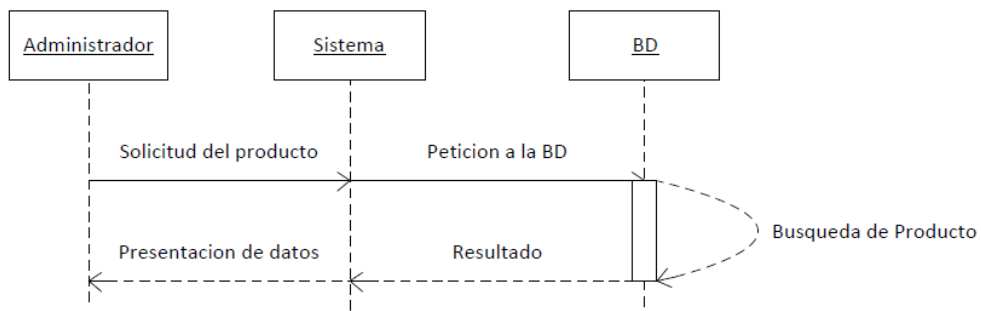 Administrador
Sistema
BD
Solicitud del producto
Peticion a la BD
Busqueda de Producto
Presentacion de datos
Resultado